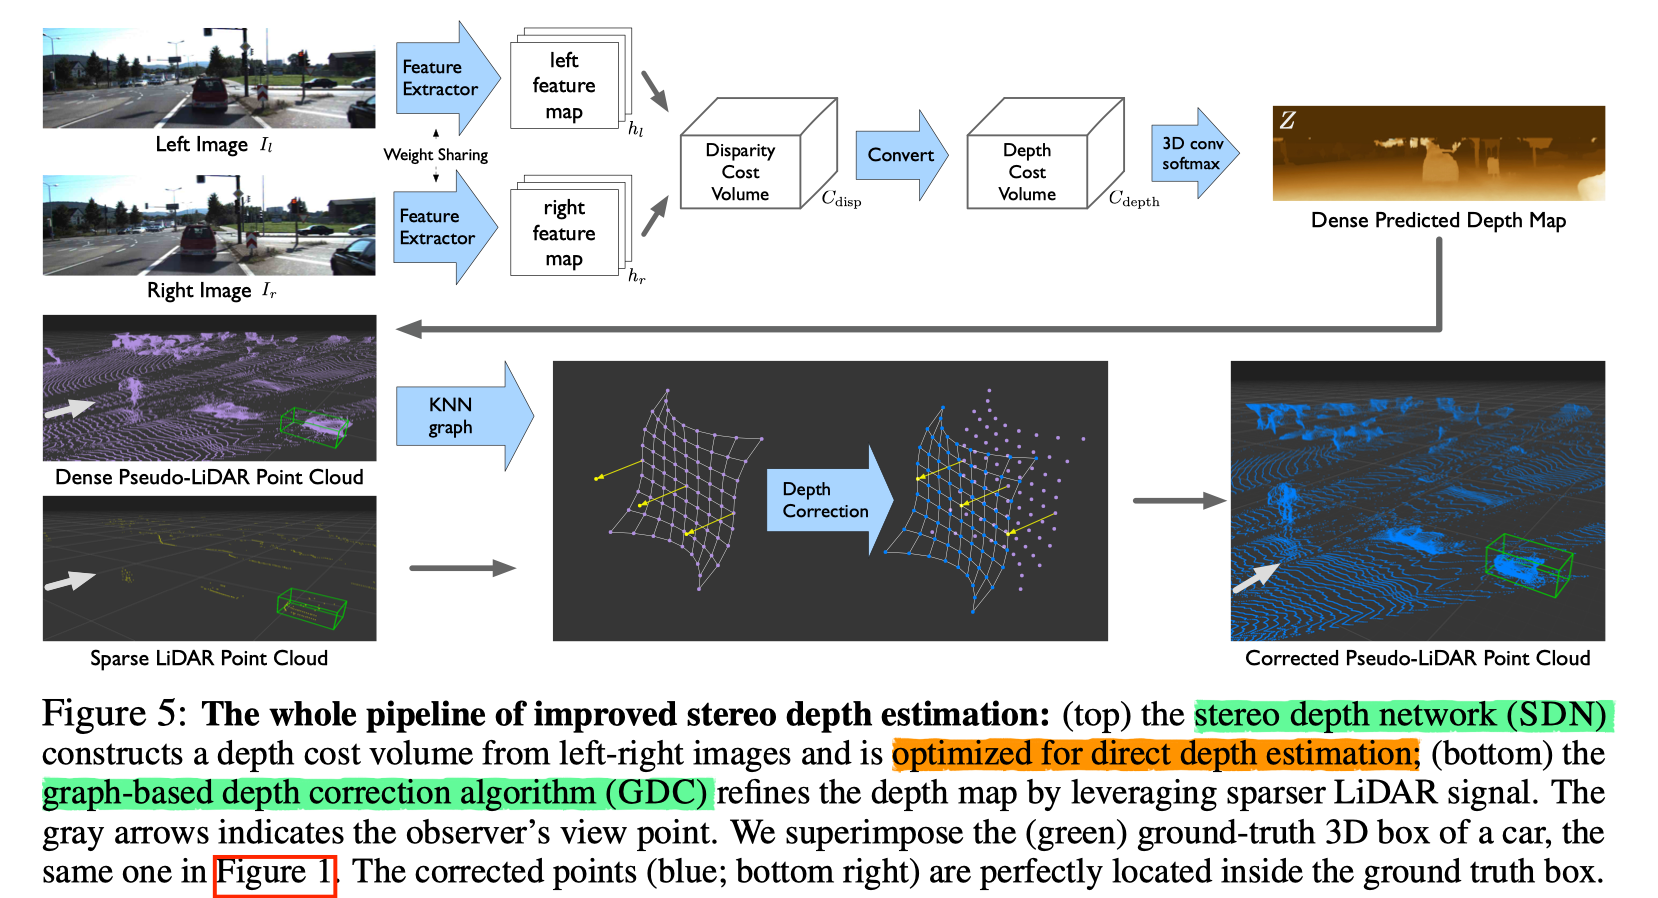 Feature
Extractor
left
feature
map
h_l
Left Image I_l
Weight Sharing
Feature
Extractor
right
feature
map
h_r
Right Image I_r
Disparity
Cost
Volume
C_disp
Convert
Depth
Cost
Volume
C_depth
3D conv
softmax
Z
Dense Predicted Depth Map
Dense Pseudo-LiDAR Point Cloud
KNN
graph
Depth
Correction
Sparse LiDAR Point Cloud
Corrected Pseudo-LiDAR Point Cloud
Figure 5: The whole pipeline of improved stereo depth estimation: (top) the stereo depth network (SDN)
constructs a depth cost volume from left-right images and is optimized for direct depth estimation; (bottom) the
graph-based depth correction algorithm (GDC) refines the depth map by leveraging sparser LiDAR signal. The
gray arrows indicates the observer's view point. We superimpose the (green) ground-truth 3D box of a car, the
same one in Figure 1. The corrected points (blue; bottom right) are perfectly located inside the ground truth box.